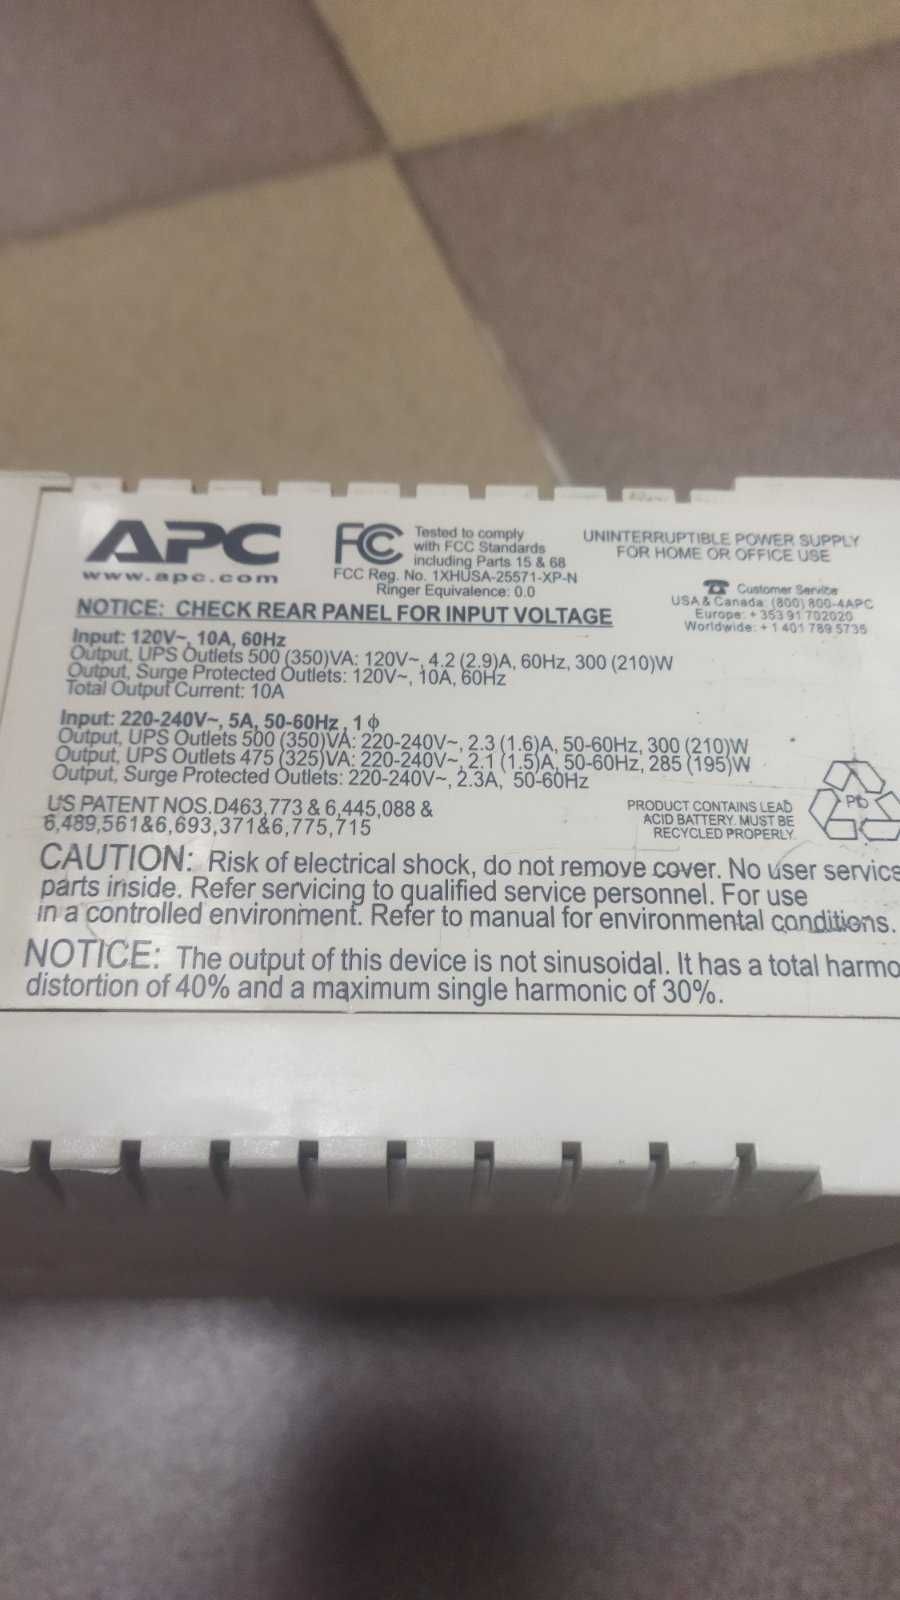 APC
www.apc.com
FC
Tested to comply
with FCC Standards
including Parts 15 & 68
FCC Reg. No. 1XHUSA-25571-XP-N
Ringer Equivalence: 0.0
UNINTERRUPTIBLE POWER SUPPLY
FOR HOME OR OFFICE USE
Customer Service
USA & Canada: (800) 800-4APC
Europe: + 353 91 702020
Worldwide: + 1 401 789 5735
NOTICE: CHECK REAR PANEL FOR INPUT VOLTAGE
Input: 120V~, 10A, 60Hz
Output, UPS Outlets 500 (350)VA: 120V~, 4.2 (2.9)A, 60Hz, 300 (210)W
Output, Surge Protected Outlets: 120V~, 10A, 60Hz
Total Output Current: 10A
Input: 220-240V~, 5A, 50-60Hz , 1 ϕ
Output, UPS Outlets 500 (350)VA: 220-240V~, 2.3 (1.6)A, 50-60Hz, 300 (210)W
Output, UPS Outlets 475 (325)VA: 220-240V~, 2.1 (1.5)A, 50-60Hz, 285 (195)W
Output, Surge Protected Outlets: 220-240V~, 2.3A, 50-60Hz
US PATENT NOS.D463,773 & 6,445,088 &
6,489,561&6,693,371&6,775,715
PRODUCT CONTAINS LEAD
ACID BATTERY. MUST BE
RECYCLED PROPERLY.
Pb
CAUTION: Risk of electrical shock, do not remove cover. No user service
parts inside. Refer servicing to qualified service personnel. For use
in a controlled environment. Refer to manual for environmental conditions.
NOTICE: The output of this device is not sinusoidal. It has a total harmo
distortion of 40% and a maximum single harmonic of 30%.